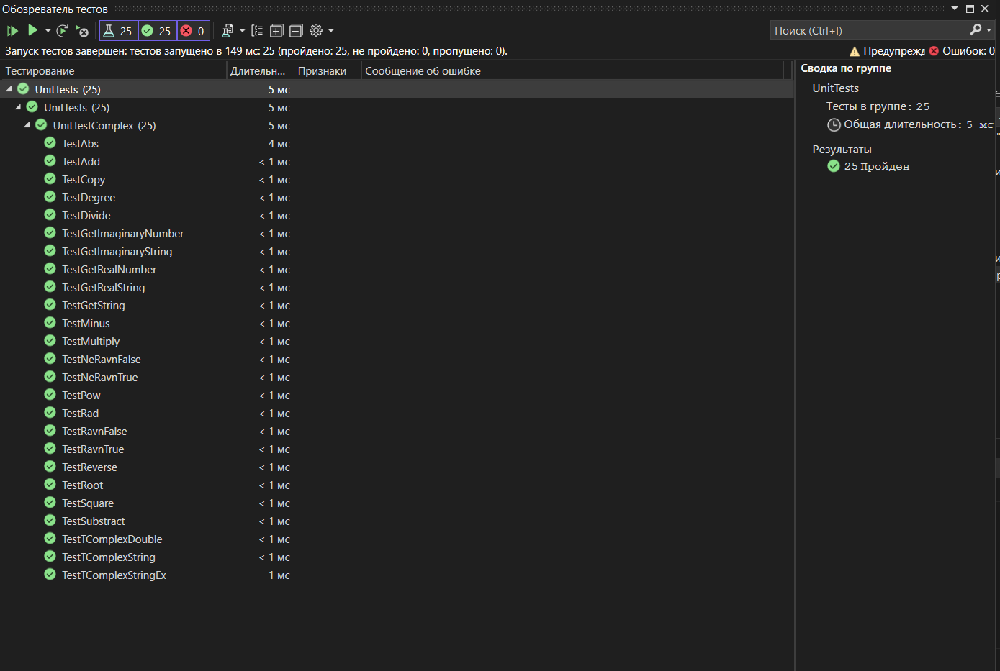 Обозреватель тестов
25 25 0
Поиск (Ctrl+I)
Запуск тестов завершен: тестов запущено в 149 мс: 25 (пройдено: 25, не пройдено: 0, пропущено: 0).
Предупрежд Ошибок: 0
Тестирование Длительн... Признаки Сообщение об ошибке
UnitTests (25) 5 мс
UnitTests (25) 5 мс
UnitTestComplex (25) 5 мс
TestAbs 4 мс
TestAdd < 1 мс
TestCopy < 1 мс
TestDegree < 1 мс
TestDivide < 1 мс
TestGetImaginaryNumber < 1 мс
TestGetImaginaryString < 1 мс
TestGetRealNumber < 1 мс
TestGetRealString < 1 мс
TestGetString < 1 мс
TestMinus < 1 мс
TestMultiply < 1 мс
TestNeRavnFalse < 1 мс
TestNeRavnTrue < 1 мс
TestPow < 1 мс
TestRad < 1 мс
TestRavnFalse < 1 мс
TestRavnTrue < 1 мс
TestReverse < 1 мс
TestRoot < 1 мс
TestSquare < 1 мс
TestSubstract < 1 мс
TestTComplexDouble < 1 мс
TestTComplexString < 1 мс
TestTComplexStringEx 1 мс
Сводка по группе
UnitTests
Тесты в группе: 25
Общая длительность: 5 мс
Результаты
25 Пройден